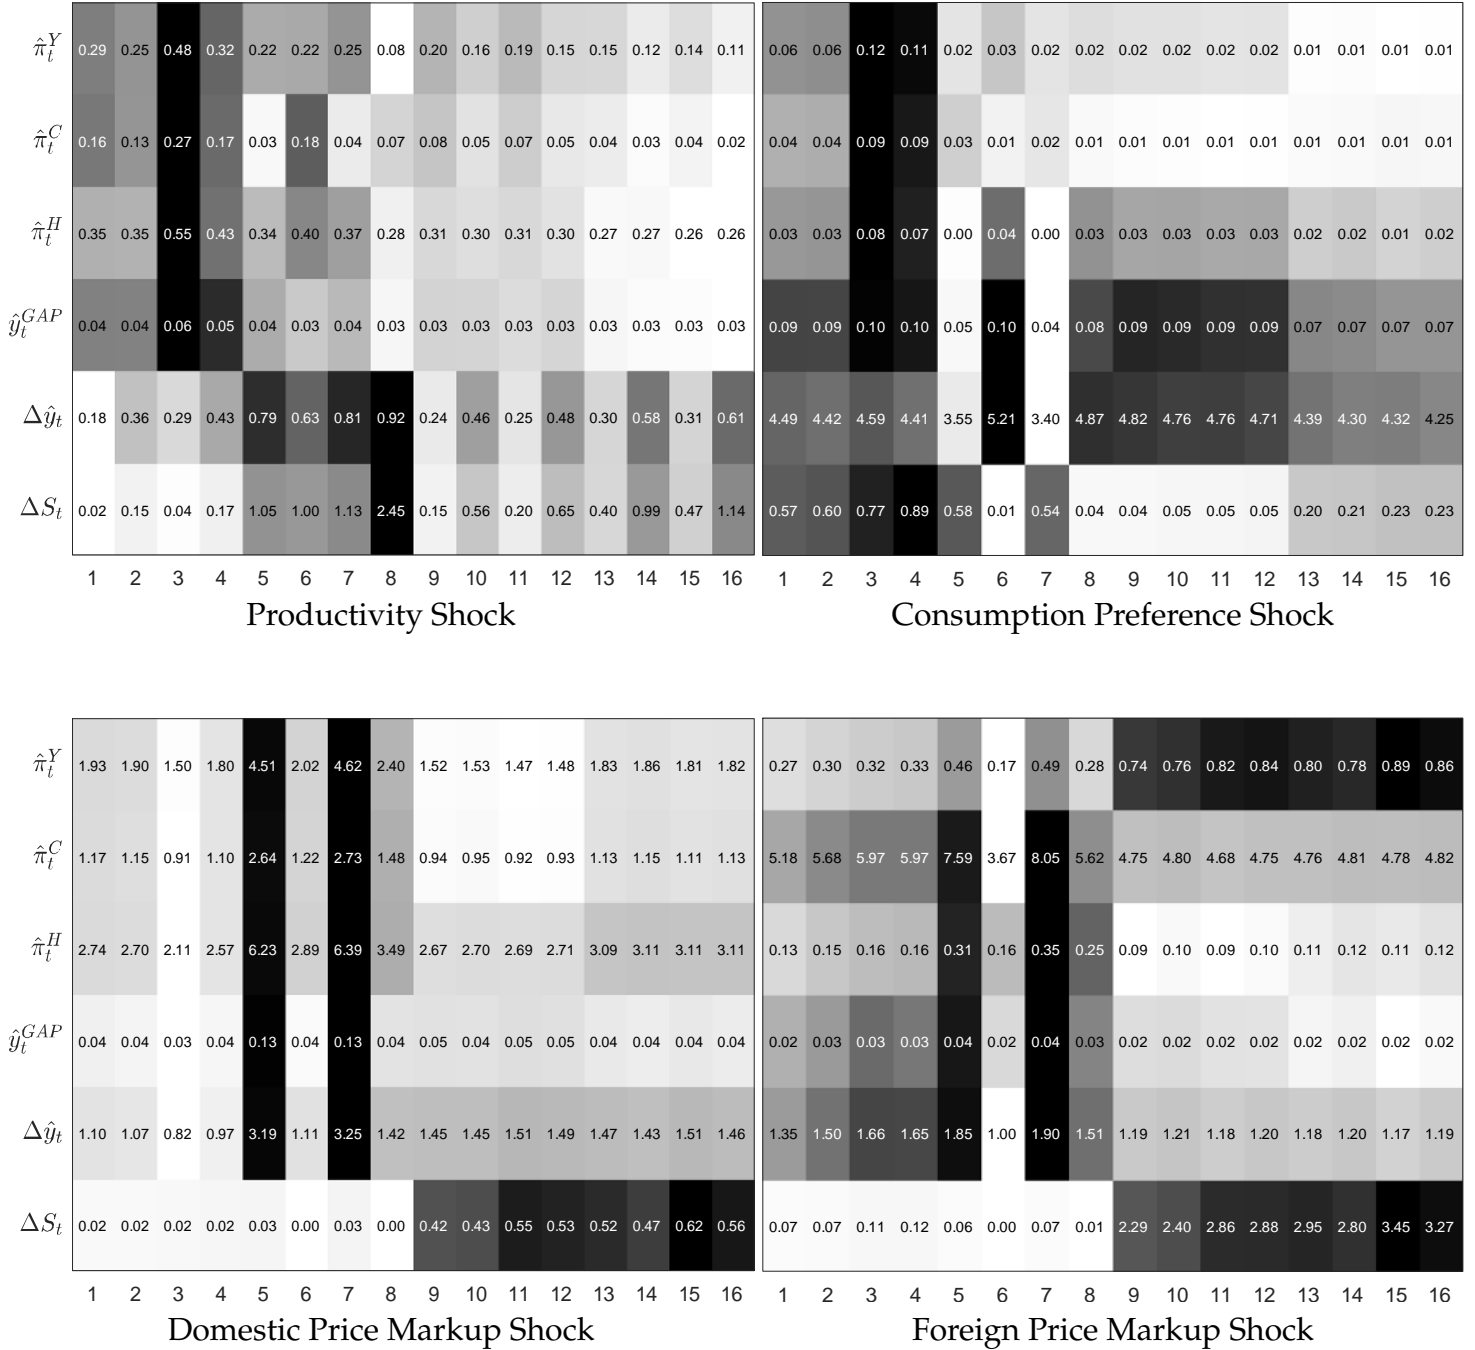 π̂_t^Y 0.29 0.25 0.48 0.32 0.22 0.22 0.25 0.08 0.20 0.16 0.19 0.15 0.15 0.12 0.14 0.11
π̂_t^C 0.16 0.13 0.27 0.17 0.03 0.18 0.04 0.07 0.08 0.05 0.07 0.05 0.04 0.03 0.04 0.02
π̂_t^H 0.35 0.35 0.55 0.43 0.34 0.40 0.37 0.28 0.31 0.30 0.31 0.30 0.27 0.27 0.26 0.26
ŷ_t^{GAP} 0.04 0.04 0.06 0.05 0.04 0.03 0.04 0.03 0.03 0.03 0.03 0.03 0.03 0.03 0.03 0.03
Δŷ_t 0.18 0.36 0.29 0.43 0.79 0.63 0.81 0.92 0.24 0.46 0.25 0.48 0.30 0.58 0.31 0.61
ΔS_t 0.02 0.15 0.04 0.17 1.05 1.00 1.13 2.45 0.15 0.56 0.20 0.65 0.40 0.99 0.47 1.14
1 2 3 4 5 6 7 8 9 10 11 12 13 14 15 16
Productivity Shock
0.06 0.06 0.12 0.11 0.02 0.03 0.02 0.02 0.02 0.02 0.02 0.02 0.01 0.01 0.01 0.01
0.04 0.04 0.09 0.09 0.03 0.01 0.02 0.01 0.01 0.01 0.01 0.01 0.01 0.01 0.01 0.01
0.03 0.03 0.08 0.07 0.00 0.04 0.00 0.03 0.03 0.03 0.03 0.03 0.02 0.02 0.01 0.02
0.09 0.09 0.10 0.10 0.05 0.10 0.04 0.08 0.09 0.09 0.09 0.09 0.07 0.07 0.07 0.07
4.49 4.42 4.59 4.41 3.55 5.21 3.40 4.87 4.82 4.76 4.76 4.71 4.39 4.30 4.32 4.25
0.57 0.60 0.77 0.89 0.58 0.01 0.54 0.04 0.04 0.05 0.05 0.05 0.20 0.21 0.23 0.23
1 2 3 4 5 6 7 8 9 10 11 12 13 14 15 16
Consumption Preference Shock
π̂_t^Y 1.93 1.90 1.50 1.80 4.51 2.02 4.62 2.40 1.52 1.53 1.47 1.48 1.83 1.86 1.81 1.82
π̂_t^C 1.17 1.15 0.91 1.10 2.64 1.22 2.73 1.48 0.94 0.95 0.92 0.93 1.13 1.15 1.11 1.13
π̂_t^H 2.74 2.70 2.11 2.57 6.23 2.89 6.39 3.49 2.67 2.70 2.69 2.71 3.09 3.11 3.11 3.11
ŷ_t^{GAP} 0.04 0.04 0.03 0.04 0.13 0.04 0.13 0.04 0.05 0.04 0.05 0.05 0.04 0.04 0.04 0.04
Δŷ_t 1.10 1.07 0.82 0.97 3.19 1.11 3.25 1.42 1.45 1.45 1.51 1.49 1.47 1.43 1.51 1.46
ΔS_t 0.02 0.02 0.02 0.02 0.03 0.00 0.03 0.00 0.42 0.43 0.55 0.53 0.52 0.47 0.62 0.56
1 2 3 4 5 6 7 8 9 10 11 12 13 14 15 16
Domestic Price Markup Shock
0.27 0.30 0.32 0.33 0.46 0.17 0.49 0.28 0.74 0.76 0.82 0.84 0.80 0.78 0.89 0.86
5.18 5.68 5.97 5.97 7.59 3.67 8.05 5.62 4.75 4.80 4.68 4.75 4.76 4.81 4.78 4.82
0.13 0.15 0.16 0.16 0.31 0.16 0.35 0.25 0.09 0.10 0.09 0.10 0.11 0.12 0.11 0.12
0.02 0.03 0.03 0.03 0.04 0.02 0.04 0.03 0.02 0.02 0.02 0.02 0.02 0.02 0.02 0.02
1.35 1.50 1.66 1.65 1.85 1.00 1.90 1.51 1.19 1.21 1.18 1.20 1.18 1.20 1.17 1.19
0.07 0.07 0.11 0.12 0.06 0.00 0.07 0.01 2.29 2.40 2.86 2.88 2.95 2.80 3.45 3.27
1 2 3 4 5 6 7 8 9 10 11 12 13 14 15 16
Foreign Price Markup Shock